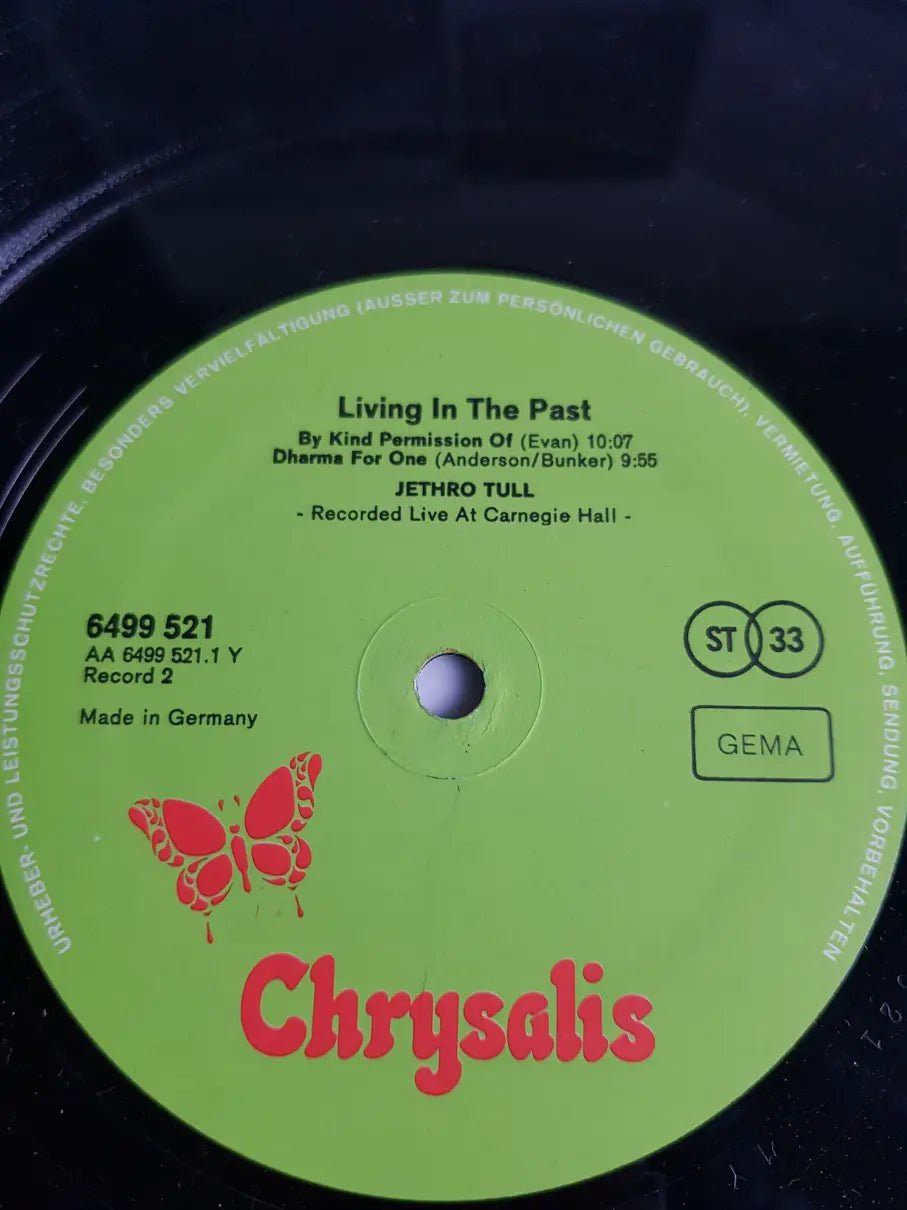 URHEBER- UND LEISTUNGSSCHUTZRECHTE, BESONDERS VERVIELFÄLTIGUNG (AUSSER ZUM PERSÖNLICHEN GEBRAUCH), VERMIETUNG, AUFFÜHRUNG, SENDUNG, VORBEHALTEN
Living In The Past
By Kind Permission Of (Evan) 10:07
Dharma For One (Anderson/Bunker) 9:55
JETHRO TULL
- Recorded Live At Carnegie Hall -
6499 521
AA 6499 521.1 Y
Record 2
Made in Germany
ST 33
GEMA
Chrysalis